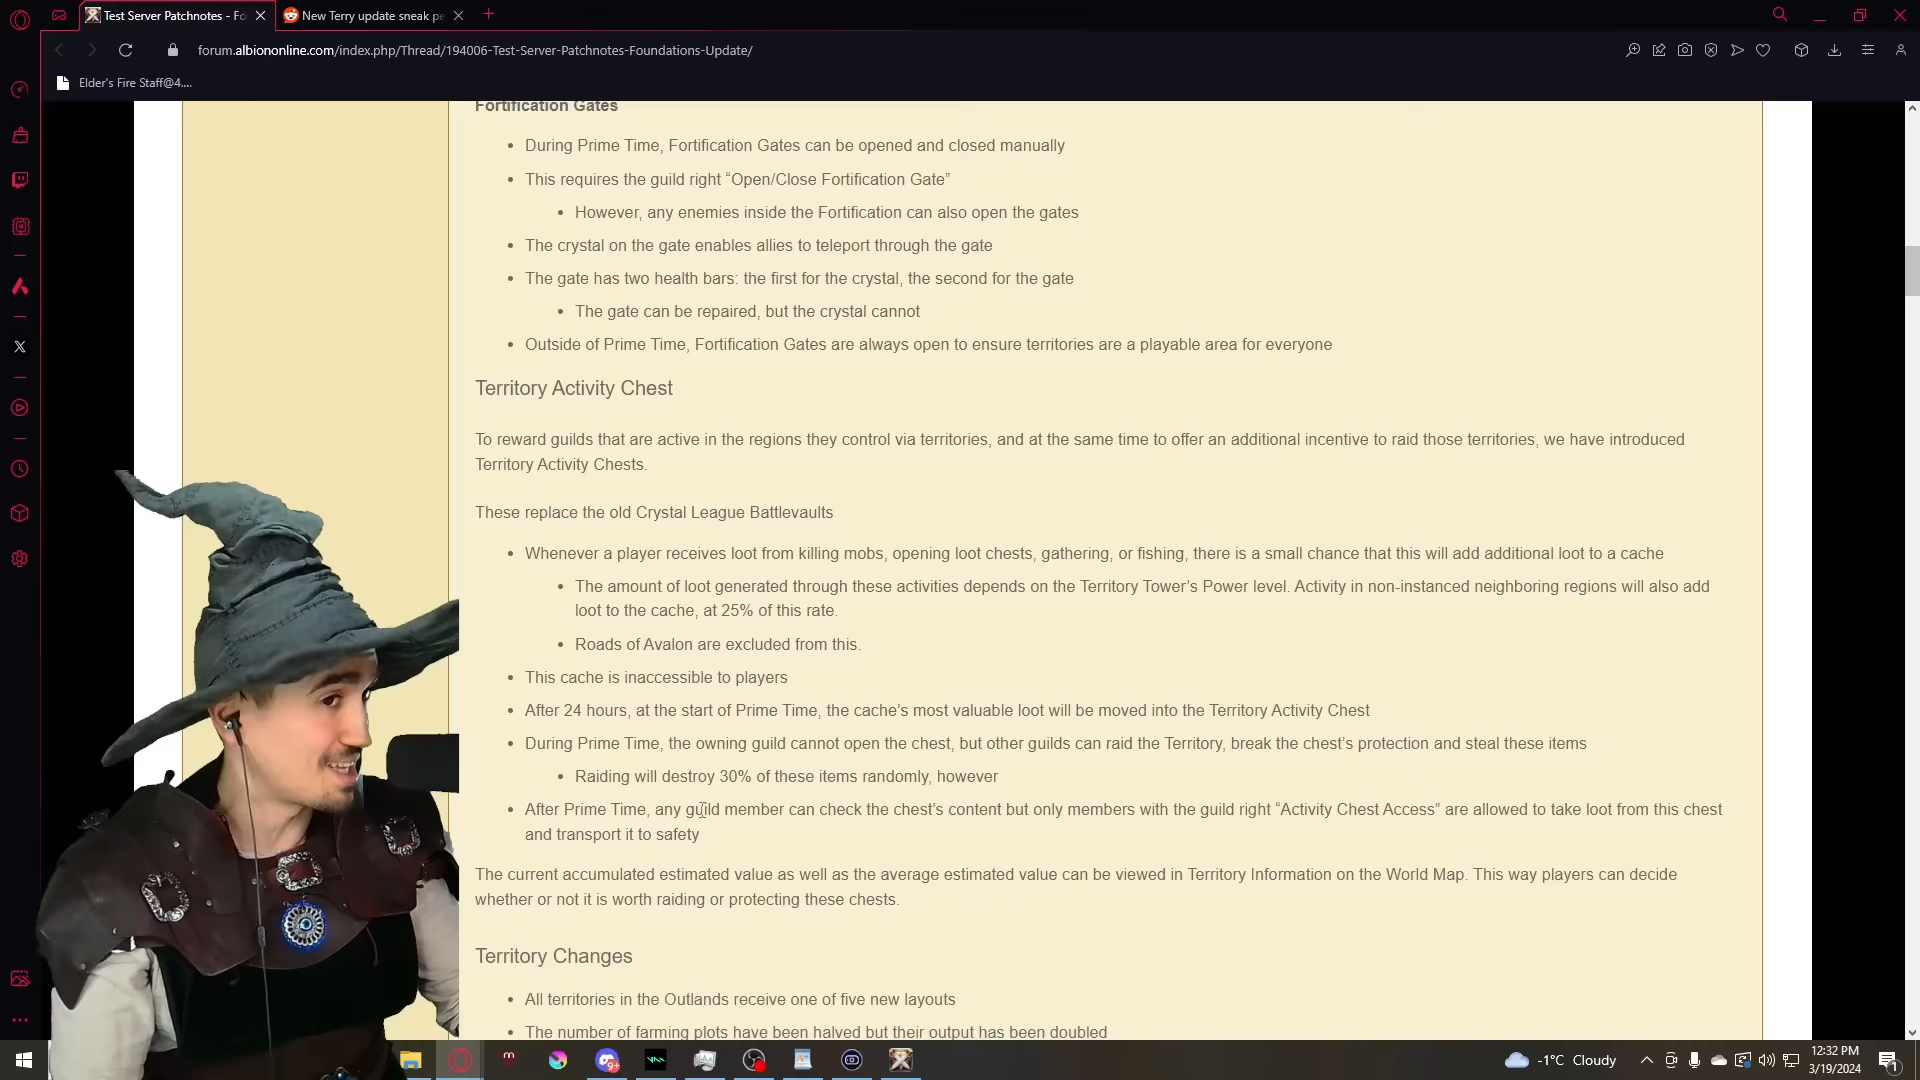 Test Server Patchnotes - Fo
New Terry update sneak pe
forum.albiononline.com/index.php/Thread/194006-Test-Server-Patchnotes-Foundations-Update/
Elder's Fire Staff@4....
Fortification Gates
• During Prime Time, Fortification Gates can be opened and closed manually
• This requires the guild right “Open/Close Fortification Gate”
• However, any enemies inside the Fortification can also open the gates
• The crystal on the gate enables allies to teleport through the gate
• The gate has two health bars: the first for the crystal, the second for the gate
• The gate can be repaired, but the crystal cannot
• Outside of Prime Time, Fortification Gates are always open to ensure territories are a playable area for everyone
Territory Activity Chest
To reward guilds that are active in the regions they control via territories, and at the same time to offer an additional incentive to raid those territories, we have introduced
Territory Activity Chests.
These replace the old Crystal League Battlevaults
• Whenever a player receives loot from killing mobs, opening loot chests, gathering, or fishing, there is a small chance that this will add additional loot to a cache
• The amount of loot generated through these activities depends on the Territory Tower’s Power level. Activity in non-instanced neighboring regions will also add
loot to the cache, at 25% of this rate.
• Roads of Avalon are excluded from this.
• This cache is inaccessible to players
• After 24 hours, at the start of Prime Time, the cache’s most valuable loot will be moved into the Territory Activity Chest
• During Prime Time, the owning guild cannot open the chest, but other guilds can raid the Territory, break the chest’s protection and steal these items
• Raiding will destroy 30% of these items randomly, however
• After Prime Time, any guild member can check the chest’s content but only members with the guild right “Activity Chest Access” are allowed to take loot from this chest
and transport it to safety
The current accumulated estimated value as well as the average estimated value can be viewed in Territory Information on the World Map. This way players can decide
whether or not it is worth raiding or protecting these chests.
Territory Changes
• All territories in the Outlands receive one of five new layouts
• The number of farming plots have been halved but their output has been doubled
-1°C Cloudy
12:32 PM
3/19/2024